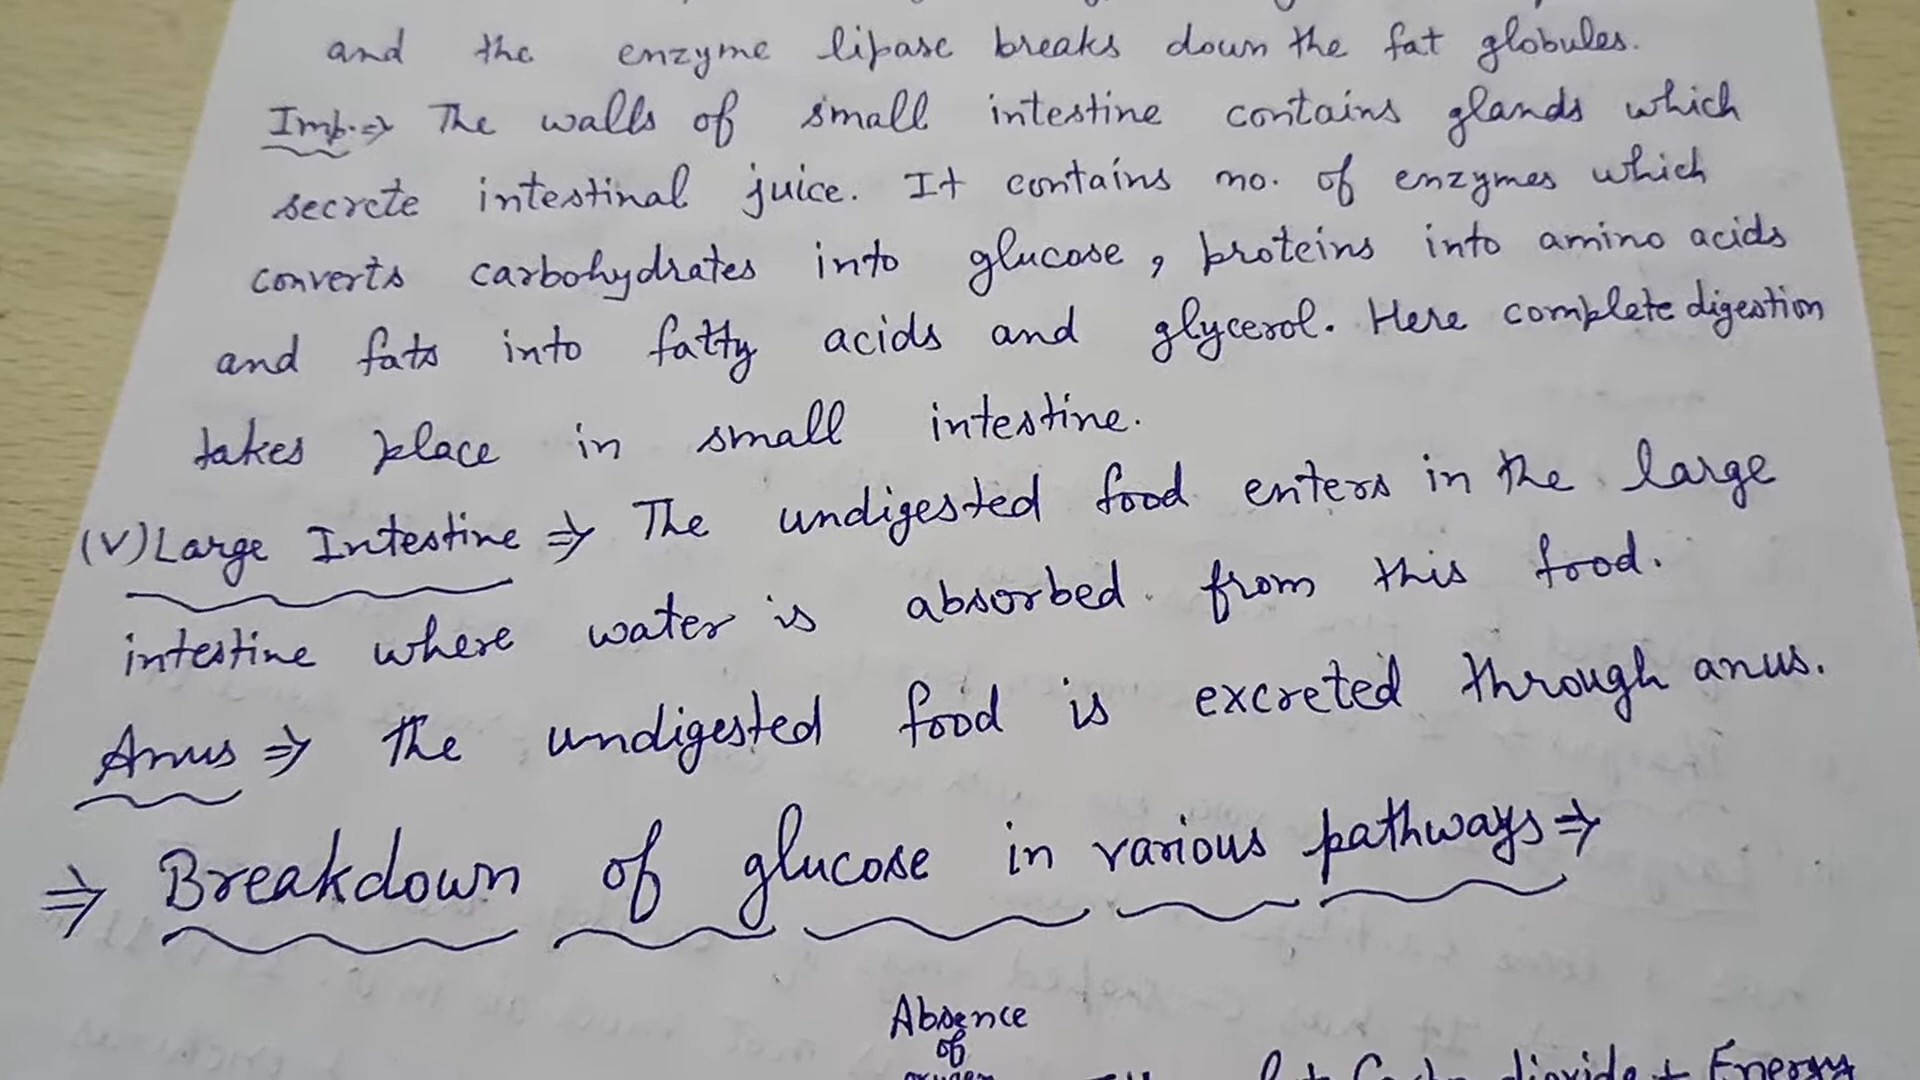 and the enzyme lipase breaks down the fat globules.
Imp. ⇒ The walls of small intestine contains glands which
secrete intestinal juice. It contains no. of enzymes which
converts carbohydrates into glucose, proteins into amino acids
and fats into fatty acids and glycerol. Here complete digestion
takes place in small intestine.
(V) Large Intestine ⇒ The undigested food enters in the large
intestine where water is absorbed from this food.
Anus ⇒ the undigested food is excreted through anus.
⇒ Breakdown of glucose in various pathways ⇒
Absence
of
oxygen
dioxide + Energy